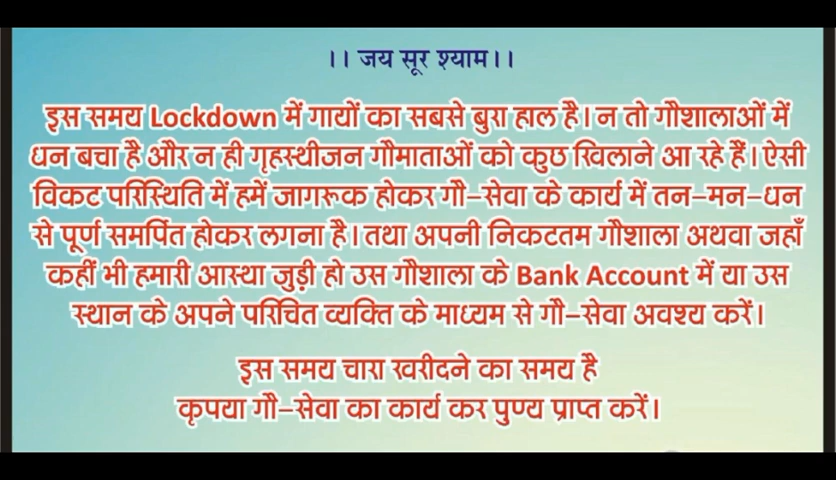 ।। जय सूर श्याम।।
इस समय Lockdown में गायों का सबसे बुरा हाल है। न तो गौशालाओं में
धन बचा है और न ही गृहस्थीजन गौमाताओं को कुछ खिलाने आ रहे हैं। ऐसी
विकट परिस्थिति में हमें जागरूक होकर गौ-सेवा के कार्य में तन-मन-धन
से पूर्ण समर्पित होकर लगना है। तथा अपनी निकटतम गौशाला अथवा जहाँ
कहीं भी हमारी आस्था जुड़ी हो उस गौशाला के Bank Account में या उस
स्थान के अपने परिचित व्यक्ति के माध्यम से गौ-सेवा अवश्य करें।
इस समय चारा खरीदने का समय है
कृपया गौ-सेवा का कार्य कर पुण्य प्राप्त करें।